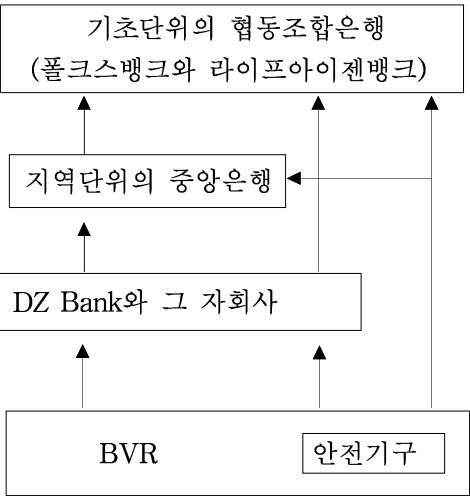 기초단위의 협동조합은행
(폴크스뱅크와 라이프아이젠뱅크)
지역단위의 중앙은행
DZ Bank와 그 자회사
BVR
안전기구